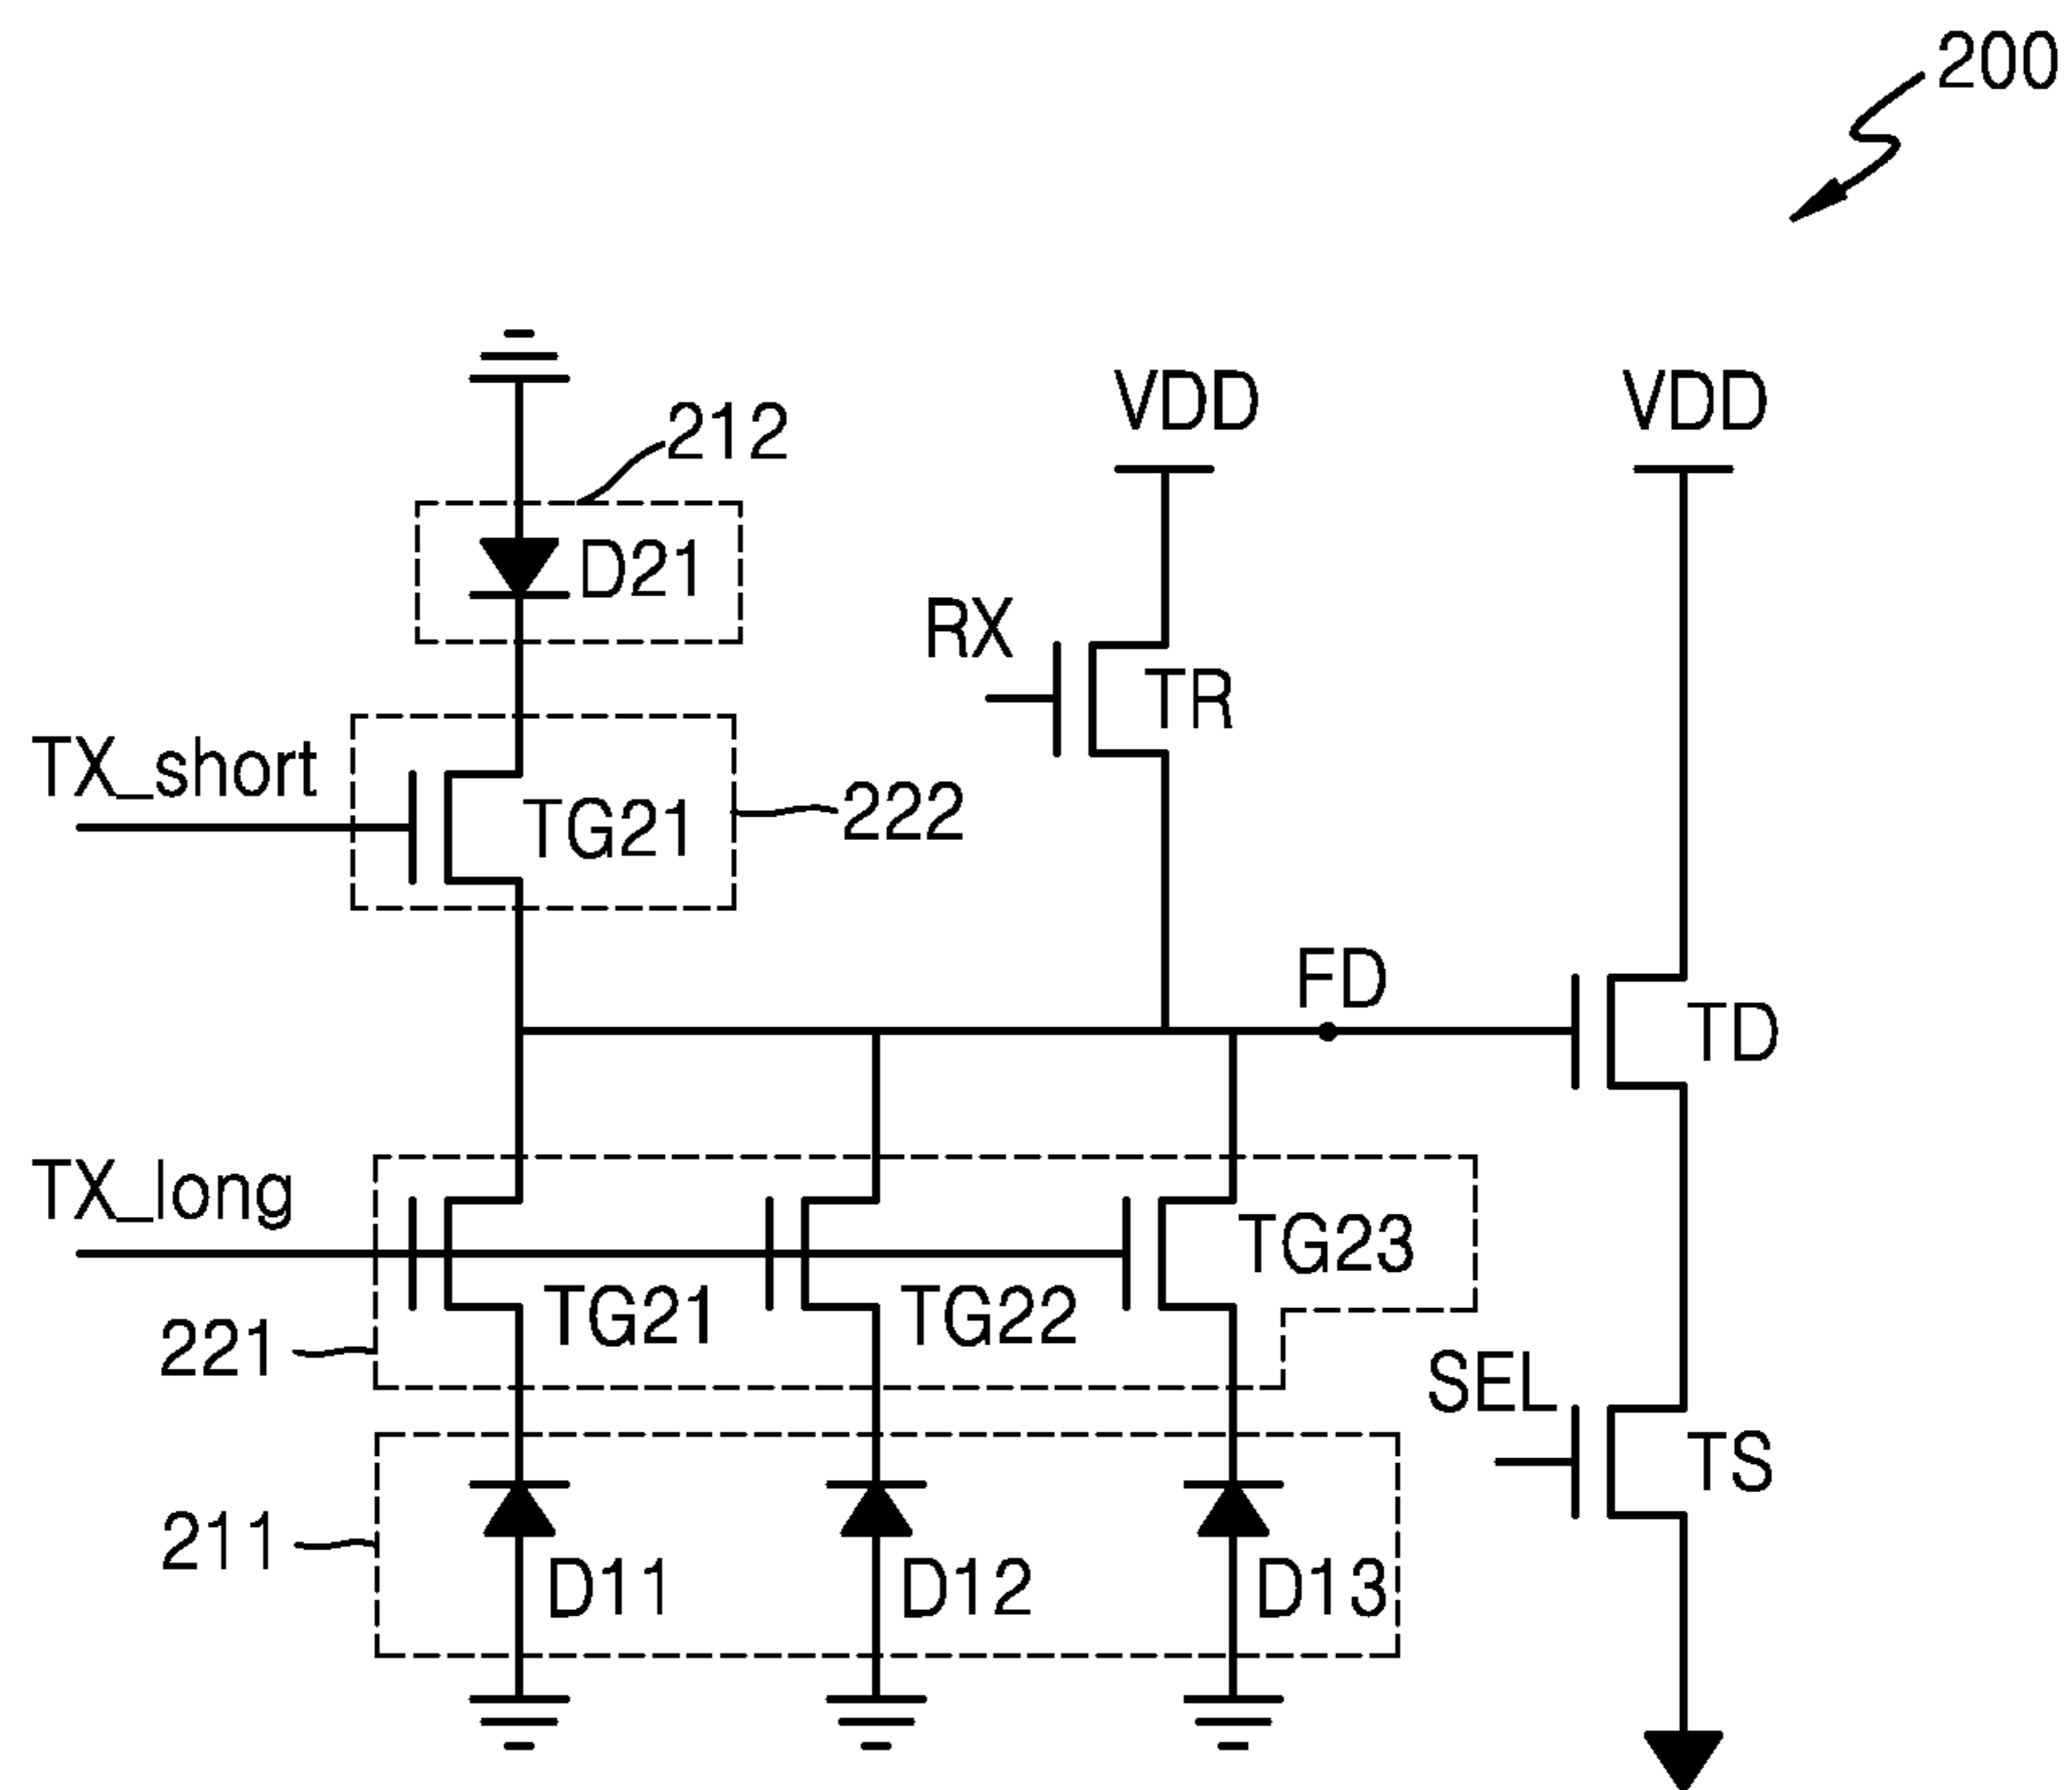 200
VDD
VDD
212
D21
RX
TR
TX_short
TG21
222
FD
TD
TX_long
TG23
TG21
TG22
221
SEL
TS
211
D11
D12
D13